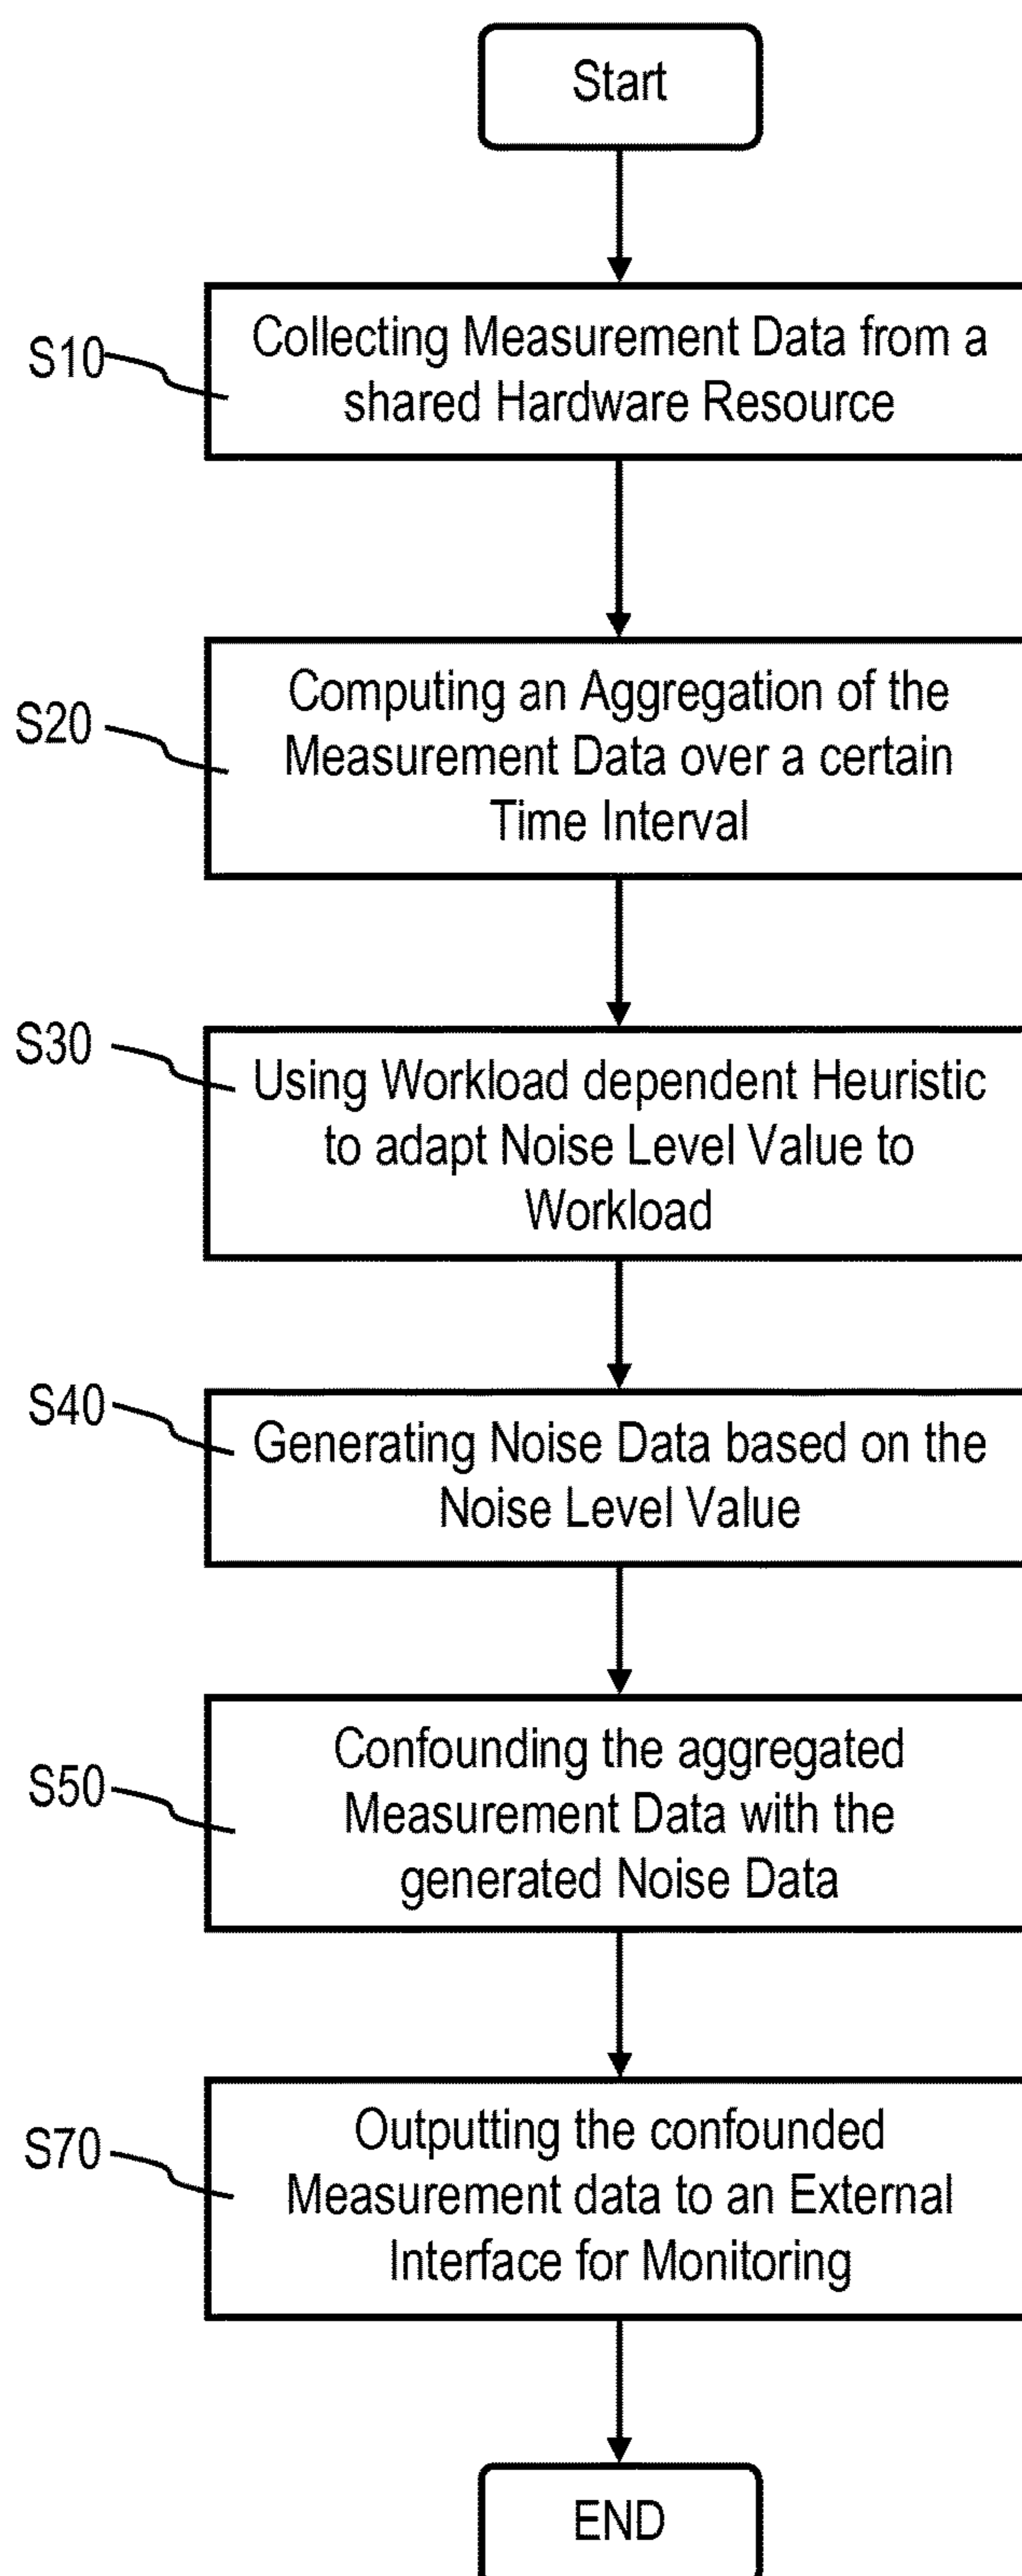 Start
S10
Collecting Measurement Data from a
shared Hardware Resource
S20
Computing an Aggregation of the
Measurement Data over a certain
Time Interval
S30
Using Workload dependent Heuristic
to adapt Noise Level Value to
Workload
S40
Generating Noise Data based on the
Noise Level Value
S50
Confounding the aggregated
Measurement Data with the
generated Noise Data
S70
Outputting the confounded
Measurement data to an External
Interface for Monitoring
END